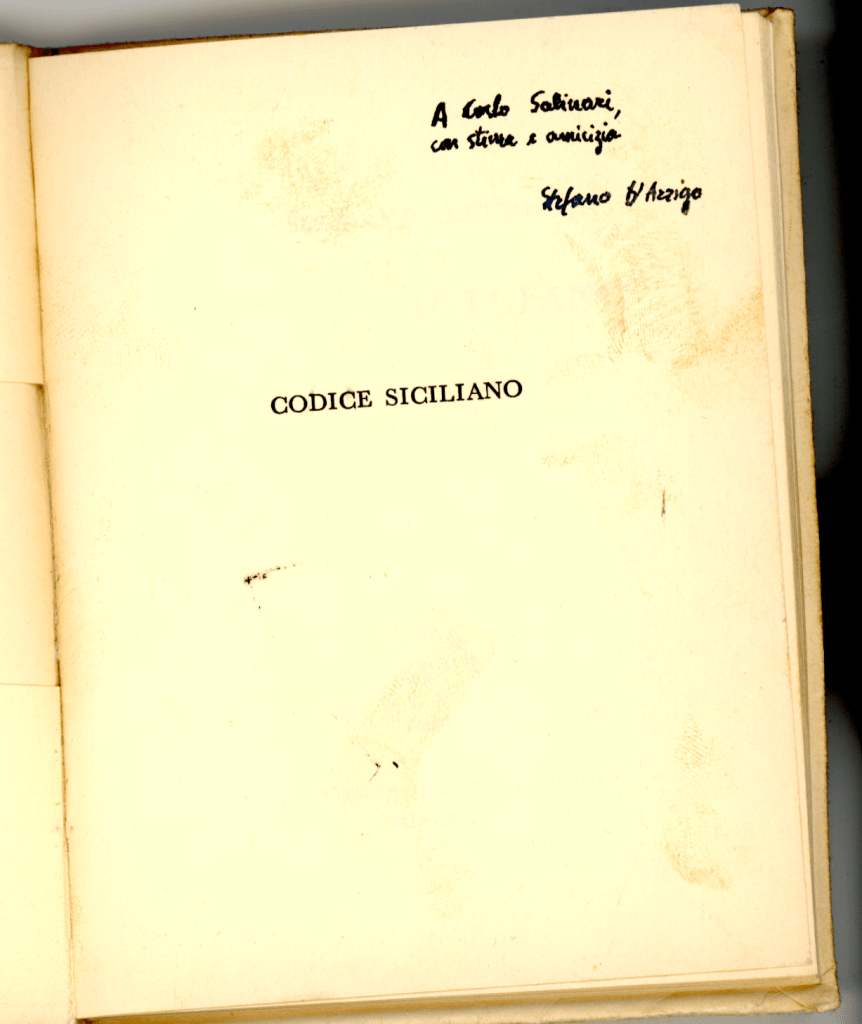 A Carlo Salinari,
con stima e amicizia
Stefano D'Arrigo
CODICE SICILIANO